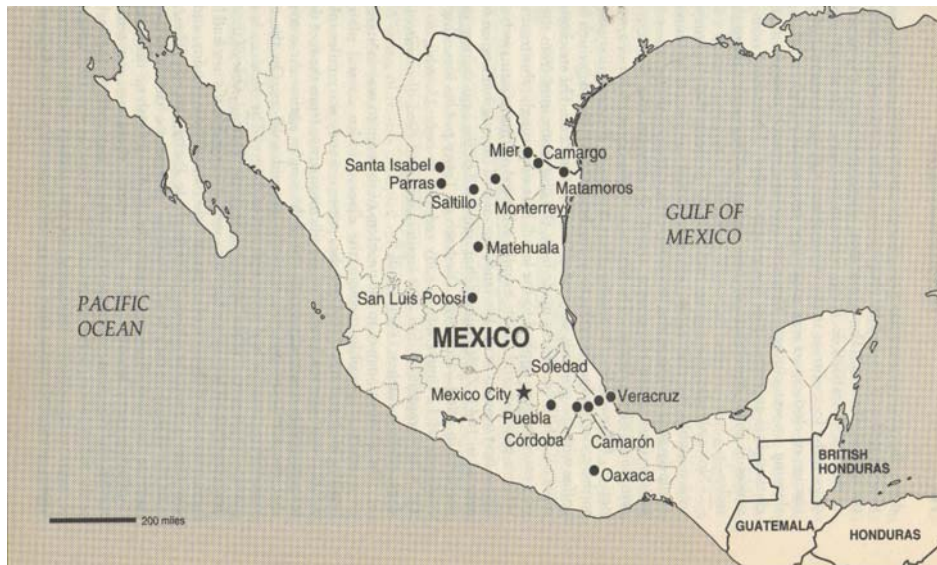 Mier
Camargo
Santa Isabel
Parras
Saltillo
Monterrey
Matamoros
GULF OF
MEXICO
Matehuala
PACIFIC
OCEAN
San Luis Potosí
MEXICO
Soledad
Mexico City
Veracruz
Puebla
Córdoba
Camarón
Oaxaca
BRITISH
HONDURAS
200 miles
GUATEMALA
HONDURAS